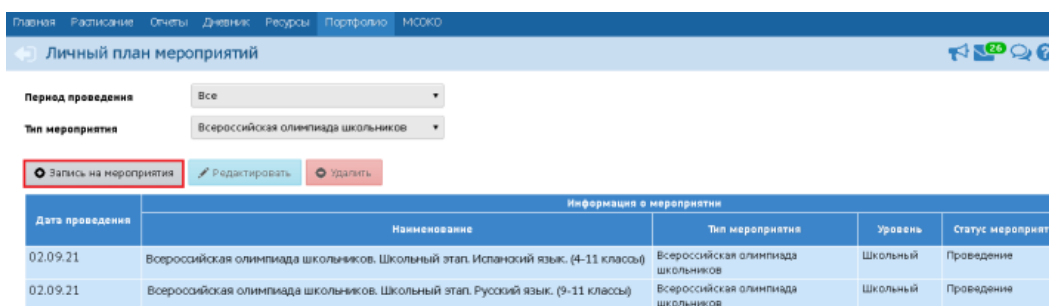 Главная Расписание Отчеты Дневник Ресурсы Портфолио МСОКО
Личный план мероприятий
26
Период проведения Все
Тип мероприятия Всероссийская олимпиада школьников
Запись на мероприятия Редактировать Удалить
Информация о мероприятии
Дата проведения Наименование Тип мероприятия Уровень Статус мероприят
02.09.21 Всероссийская олимпиада школьников. Школьный этап. Испанский язык. (4-11 классы) Всероссийская олимпиада Школьный Проведение
школьников
02.09.21 Всероссийская олимпиада школьников. Школьный этап. Русский язык. (9-11 классы) Всероссийская олимпиада Школьный Проведение
школьников